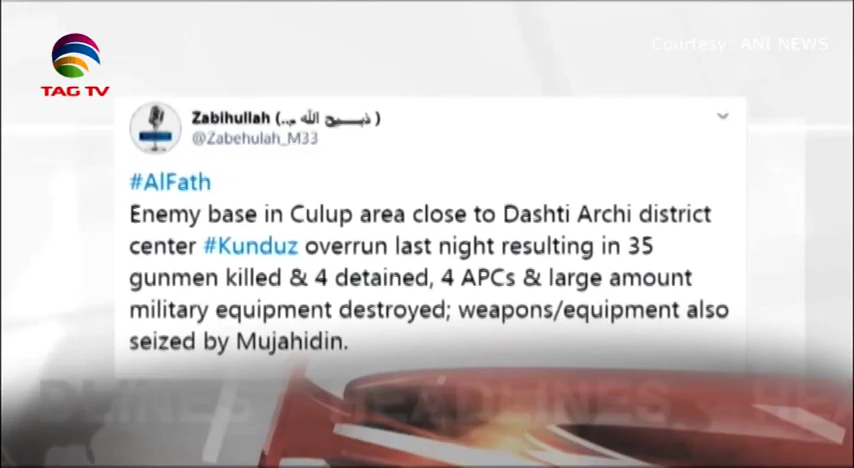 Courtesy: ANI NEWS
TAG TV
Zabihullah (..ذبیح الله م)
@Zabehulah_M33
#AlFath
Enemy base in Culup area close to Dashti Archi district
center #Kunduz overrun last night resulting in 35
gunmen killed & 4 detained, 4 APCs & large amount
military equipment destroyed; weapons/equipment also
seized by Mujahidin.
HEADLINES